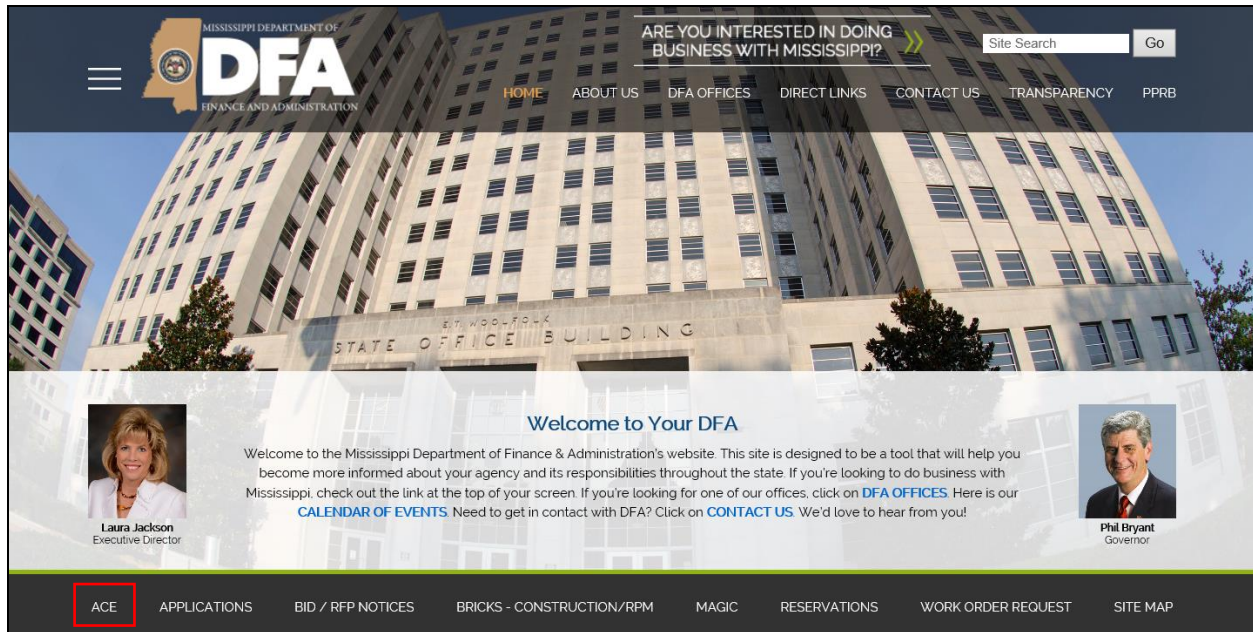 MISSISSIPPI DEPARTMENT OF
DFA
FINANCE AND ADMINISTRATION
ARE YOU INTERESTED IN DOING
BUSINESS WITH MISSISSIPPI?
Site Search
Go
HOME ABOUT US DFA OFFICES DIRECT LINKS CONTACT US TRANSPARENCY PPRB
E.T. WOOLFOLK
STATE OFFICE BUILDING
Welcome to Your DFA
Welcome to the Mississippi Department of Finance & Administration's website. This site is designed to be a tool that will help you
become more informed about your agency and its responsibilities throughout the state. If you're looking to do business with
Mississippi, check out the link at the top of your screen. If you're looking for one of our offices, click on DFA OFFICES. Here is our
CALENDAR OF EVENTS. Need to get in contact with DFA? Click on CONTACT US. We'd love to hear from you!
Laura Jackson
Executive Director
Phil Bryant
Governor
ACE APPLICATIONS BID / RFP NOTICES BRICKS - CONSTRUCTION/RPM MAGIC RESERVATIONS WORK ORDER REQUEST SITE MAP